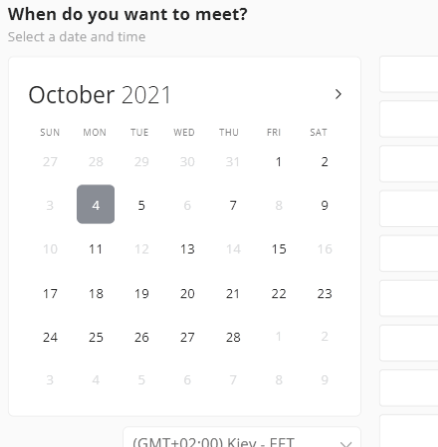 When do you want to meet?
Select a date and time
October 2021 >
SUN MON TUE WED THU FRI SAT
27 28 29 30 31 1 2
3 4 5 6 7 8 9
10 11 12 13 14 15 16
17 18 19 20 21 22 23
24 25 26 27 28 1 2
3 4 5 6 7 8 9
(GMT+02:00) Kiev - EET